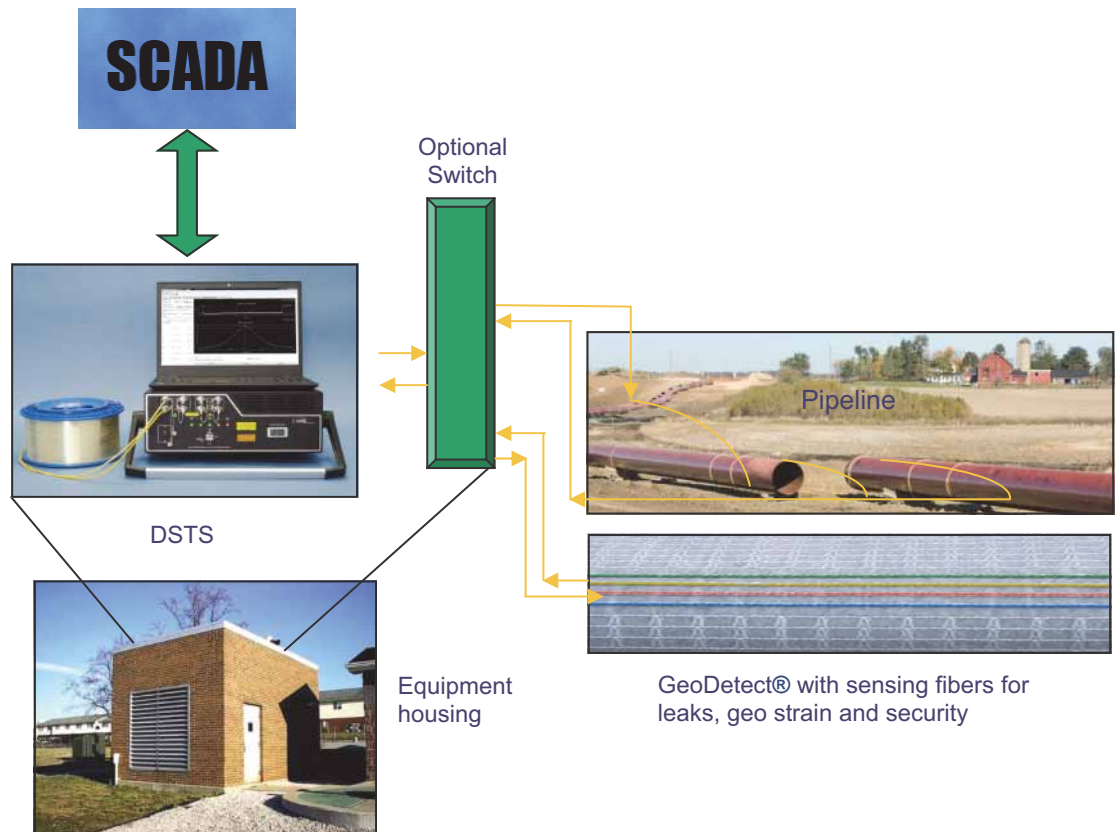 SCADA
Optional
Switch
Pipeline
DSTS
Equipment
housing
GeoDetect® with sensing fibers for
leaks, geo strain and security